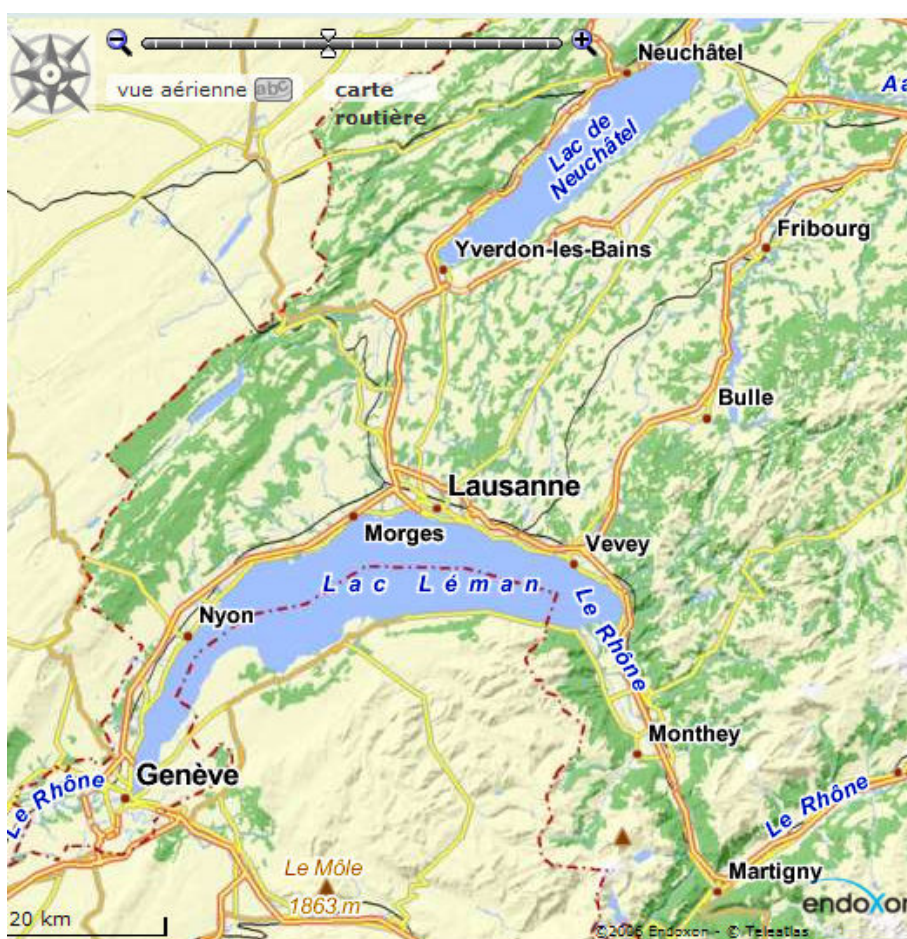 Neuchâtel
vue aérienne abc
carte
routière
Lac de
Neuchâtel
Yverdon-les-Bains
Fribourg
Bulle
Lausanne
Morges
Vevey
Lac Léman
Le Rhône
Nyon
Monthey
Genève
Le Rhône
Le Rhône
Le Môle
1863 m
Martigny
20 km
endoxon
©2006 Endoxon - © Teleatlas